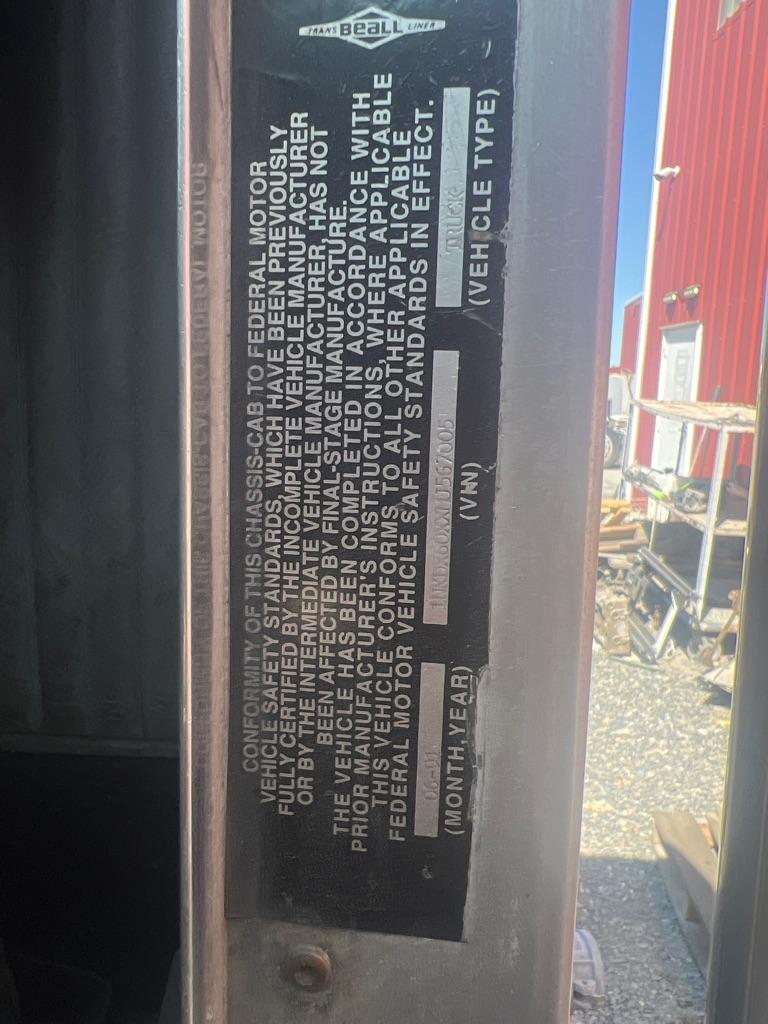 TRANS BEALL LINER
CONFORMITY OF THIS CHASSIS-CAB TO FEDERAL MOTOR
VEHICLE SAFETY STANDARDS, WHICH HAVE BEEN PREVIOUSLY
FULLY CERTIFIED BY THE INCOMPLETE VEHICLE MANUFACTURER
OR BY THE INTERMEDIATE VEHICLE MANUFACTURER, HAS NOT
BEEN AFFECTED BY FINAL-STAGE MANUFACTURE.
THE VEHICLE HAS BEEN COMPLETED IN ACCORDANCE WITH
PRIOR MANUFACTURER'S INSTRUCTIONS, WHERE APPLICABLE
THIS VEHICLE CONFORMS TO ALL OTHER APPLICABLE
FEDERAL MOTOR VEHICLE SAFETY STANDARDS IN EFFECT.
06-91 TRUCK
(MONTH, YEAR) (VIN) (VEHICLE TYPE)